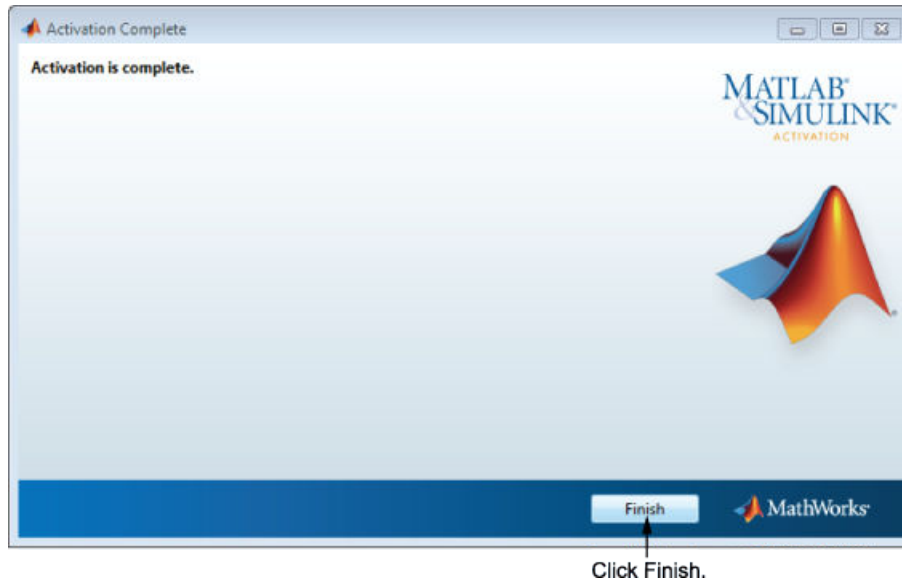 Activation Complete
Activation is complete.
MATLAB®
&SIMULINK®
ACTIVATION
®
Finish
MathWorks®
Click Finish.